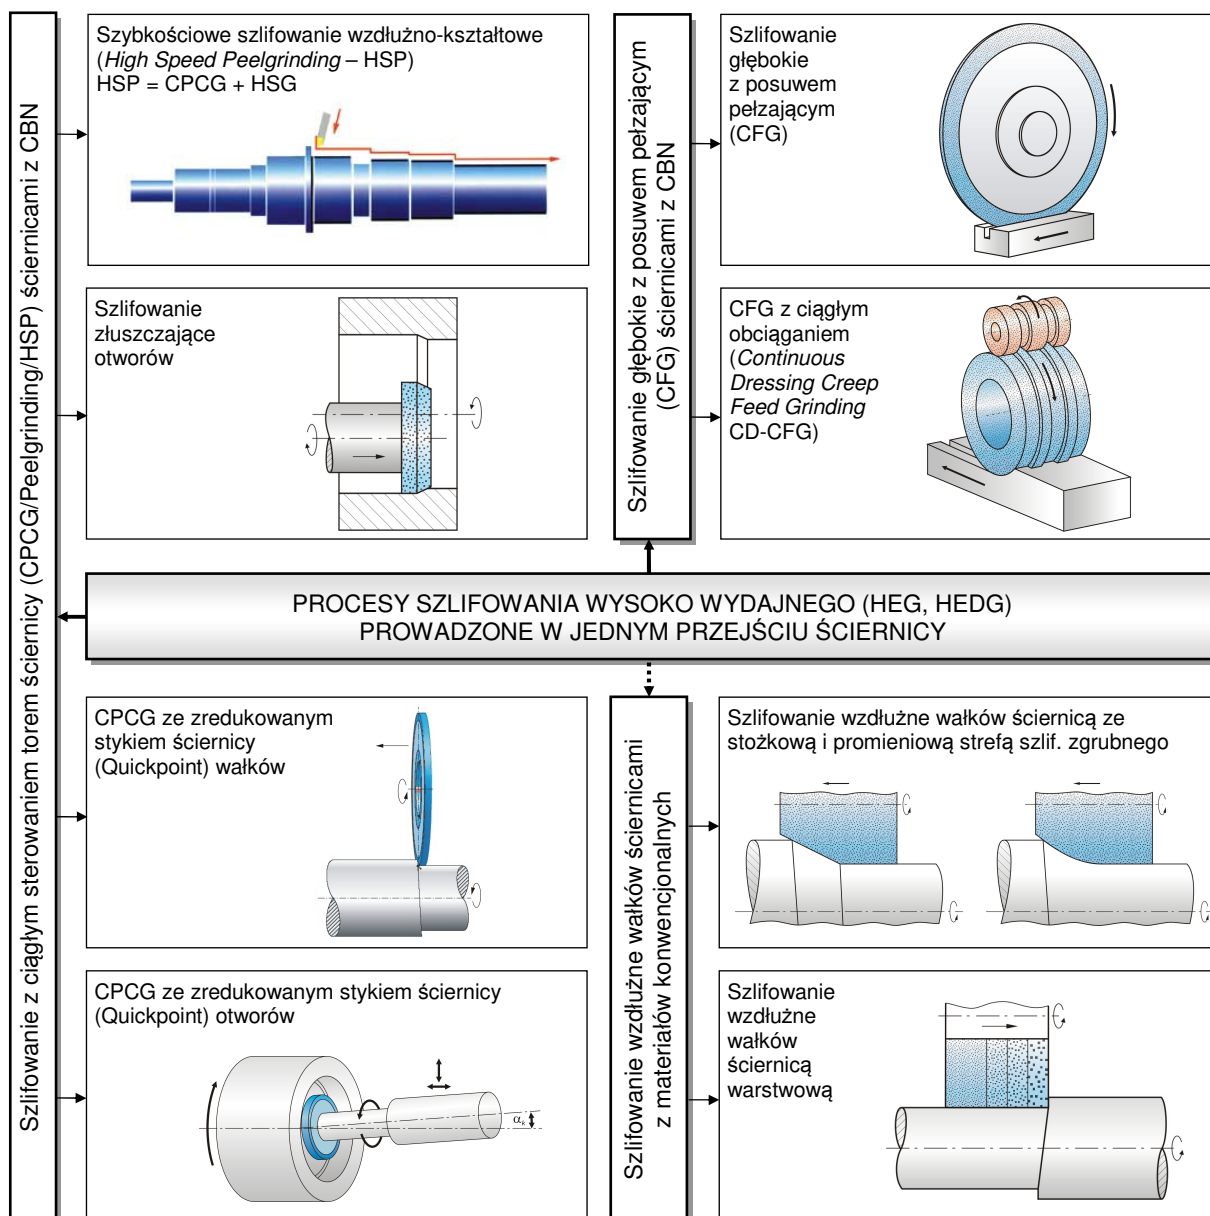 Szlifowanie z ciągłym sterowaniem torem ściernicy (CPCG/Peelgrinding/HSP) ściernicami z CBN
Szybkościowe szlifowanie wzdłużno-kształtowe
(High Speed Peelgrinding – HSP)
HSP = CPCG + HSG
Szlifowanie
złuszczające
otworów
Szlifowanie głębokie z posuwem pełzającym
(CFG) ściernicami z CBN
Szlifowanie
głębokie
z posuwem
pełzającym
(CFG)
CFG z ciągłym
obciąganiem
(Continuous
Dressing Creep
Feed Grinding
CD-CFG)
PROCESY SZLIFOWANIA WYSOKO WYDAJNEGO (HEG, HEDG)
PROWADZONE W JEDNYM PRZEJŚCIU ŚCIERNICY
CPCG ze zredukowanym
stykiem ściernicy
(Quickpoint) wałków
CPCG ze zredukowanym stykiem ściernicy
(Quickpoint) otworów
αₖ
Szlifowanie wzdłużne wałków ściernicami
z materiałów konwencjonalnych
Szlifowanie wzdłużne wałków ściernicą ze
stożkową i promieniową strefą szlif. zgrubnego
Szlifowanie
wzdłużne
wałków
ściernicą
warstwową